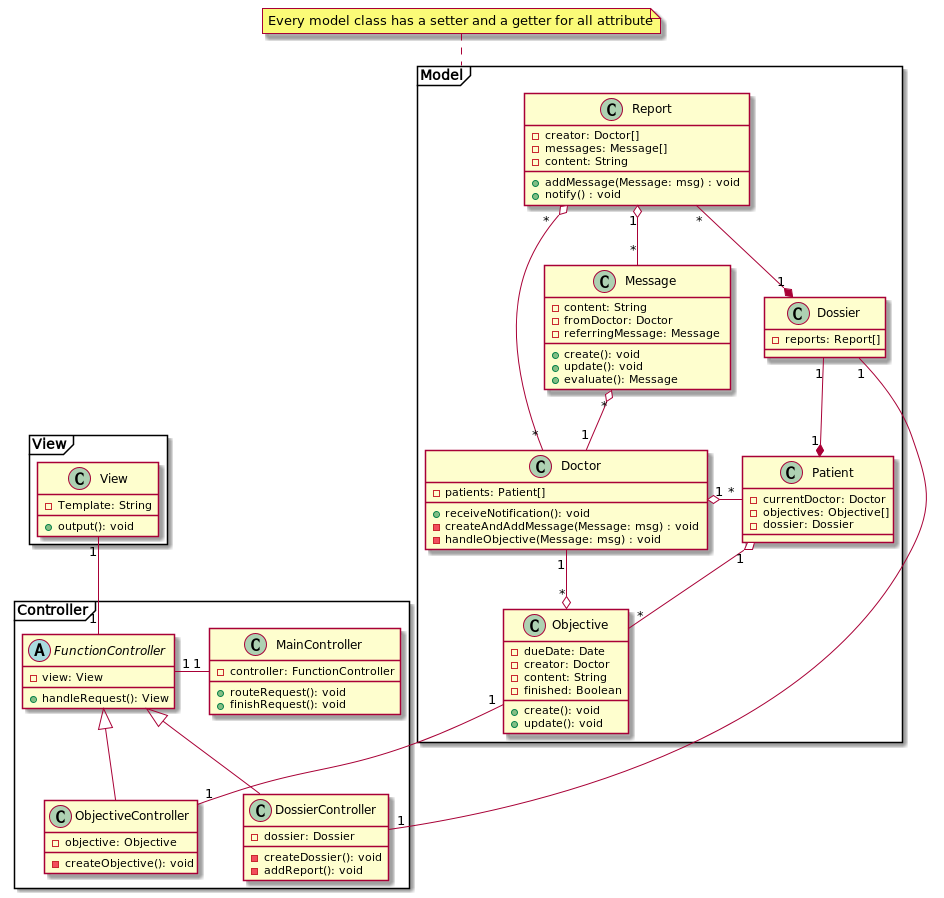 Every model class has a setter and a getter for all attribute
Model
C Report
creator: Doctor[]
messages: Message[]
content: String
addMessage(Message: msg) : void
notify() : void
* 1 *
* 1
C Message
content: String
fromDoctor: Doctor
referringMessage: Message
create(): void
update(): void
evaluate(): Message
C Dossier
reports: Report[]
* 1 1
* 1 1
C Doctor
patients: Patient[]
receiveNotification(): void
createAndAddMessage(Message: msg) : void
handleObjective(Message: msg) : void
1 *
C Patient
currentDoctor: Doctor
objectives: Objective[]
dossier: Dossier
1 1
* *
C Objective
dueDate: Date
creator: Doctor
content: String
finished: Boolean
create(): void
update(): void
1
View
C View
Template: String
output(): void
1
1
Controller
A FunctionController
view: View
handleRequest(): View
1 1
C MainController
controller: FunctionController
routeRequest(): void
finishRequest(): void
C ObjectiveController
objective: Objective
createObjective(): void
1
C DossierController
dossier: Dossier
createDossier(): void
addReport(): void
1